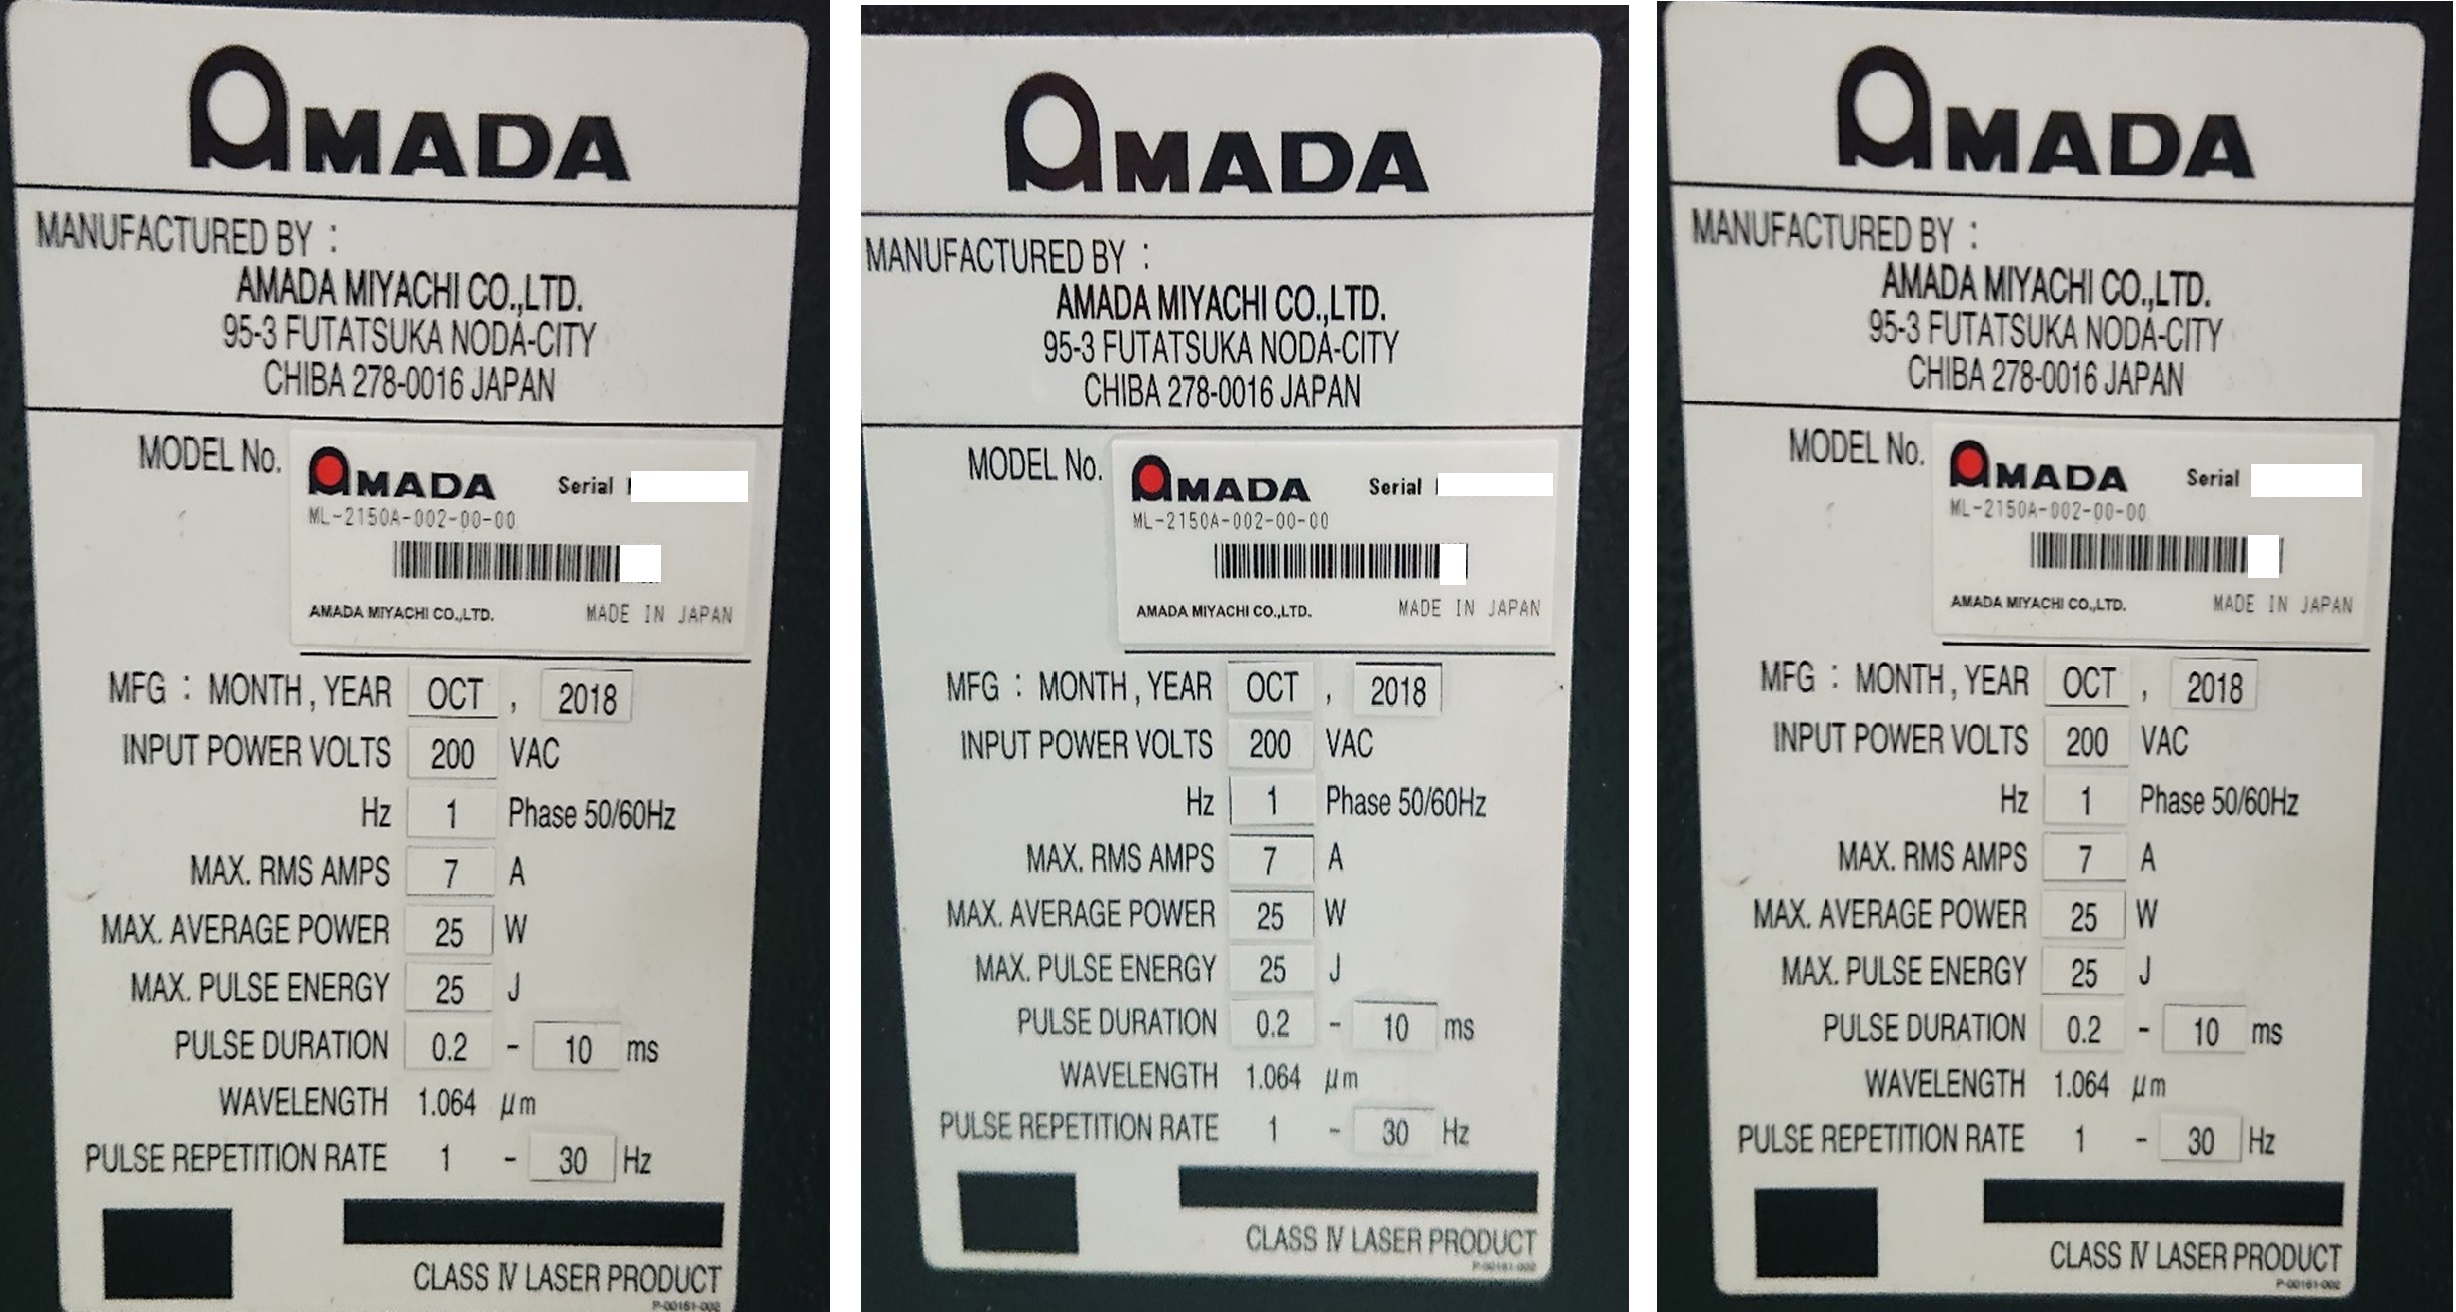 AMADA
MANUFACTURED BY :
AMADA MIYACHI CO.,LTD.
95-3 FUTATSUKA NODA-CITY
CHIBA 278-0016 JAPAN
MODEL No.
AMADA Serial
ML-2150A-002-00-00
AMADA MIYACHI CO.,LTD. MADE IN JAPAN
MFG : MONTH , YEAR OCT , 2018
INPUT POWER VOLTS 200 VAC
Hz 1 Phase 50/60Hz
MAX. RMS AMPS 7 A
MAX. AVERAGE POWER 25 W
MAX. PULSE ENERGY 25 J
PULSE DURATION 0.2 - 10 ms
WAVELENGTH 1.064 μm
PULSE REPETITION RATE 1 - 30 Hz
CLASS Ⅳ LASER PRODUCT
P-00161-002
AMADA
MANUFACTURED BY :
AMADA MIYACHI CO.,LTD.
95-3 FUTATSUKA NODA-CITY
CHIBA 278-0016 JAPAN
MODEL No.
AMADA Serial
ML-2150A-002-00-00
AMADA MIYACHI CO.,LTD. MADE IN JAPAN
MFG : MONTH , YEAR OCT , 2018
INPUT POWER VOLTS 200 VAC
Hz 1 Phase 50/60Hz
MAX. RMS AMPS 7 A
MAX. AVERAGE POWER 25 W
MAX. PULSE ENERGY 25 J
PULSE DURATION 0.2 - 10 ms
WAVELENGTH 1.064 μm
PULSE REPETITION RATE 1 - 30 Hz
CLASS Ⅳ LASER PRODUCT
P-00161-002
AMADA
MANUFACTURED BY :
AMADA MIYACHI CO.,LTD.
95-3 FUTATSUKA NODA-CITY
CHIBA 278-0016 JAPAN
MODEL No.
AMADA Serial
ML-2150A-002-00-00
AMADA MIYACHI CO.,LTD. MADE IN JAPAN
MFG : MONTH , YEAR OCT , 2018
INPUT POWER VOLTS 200 VAC
Hz 1 Phase 50/60Hz
MAX. RMS AMPS 7 A
MAX. AVERAGE POWER 25 W
MAX. PULSE ENERGY 25 J
PULSE DURATION 0.2 - 10 ms
WAVELENGTH 1.064 μm
PULSE REPETITION RATE 1 - 30 Hz
CLASS Ⅳ LASER PRODUCT
P-00161-002